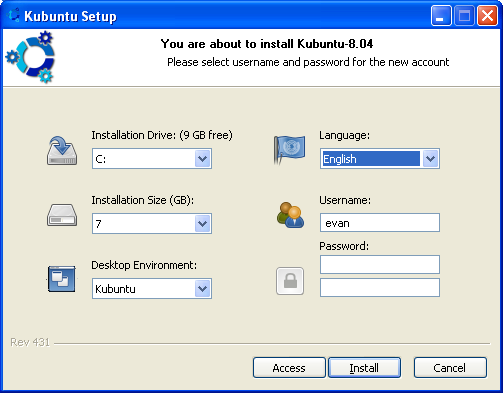 Kubuntu Setup
You are about to install Kubuntu-8.04
Please select username and password for the new account
Installation Drive: (9 GB free)
C:
Language:
English
Installation Size (GB):
7
Username:
evan
Password:
Desktop Environment:
Kubuntu
Rev 431
Access
Install
Cancel